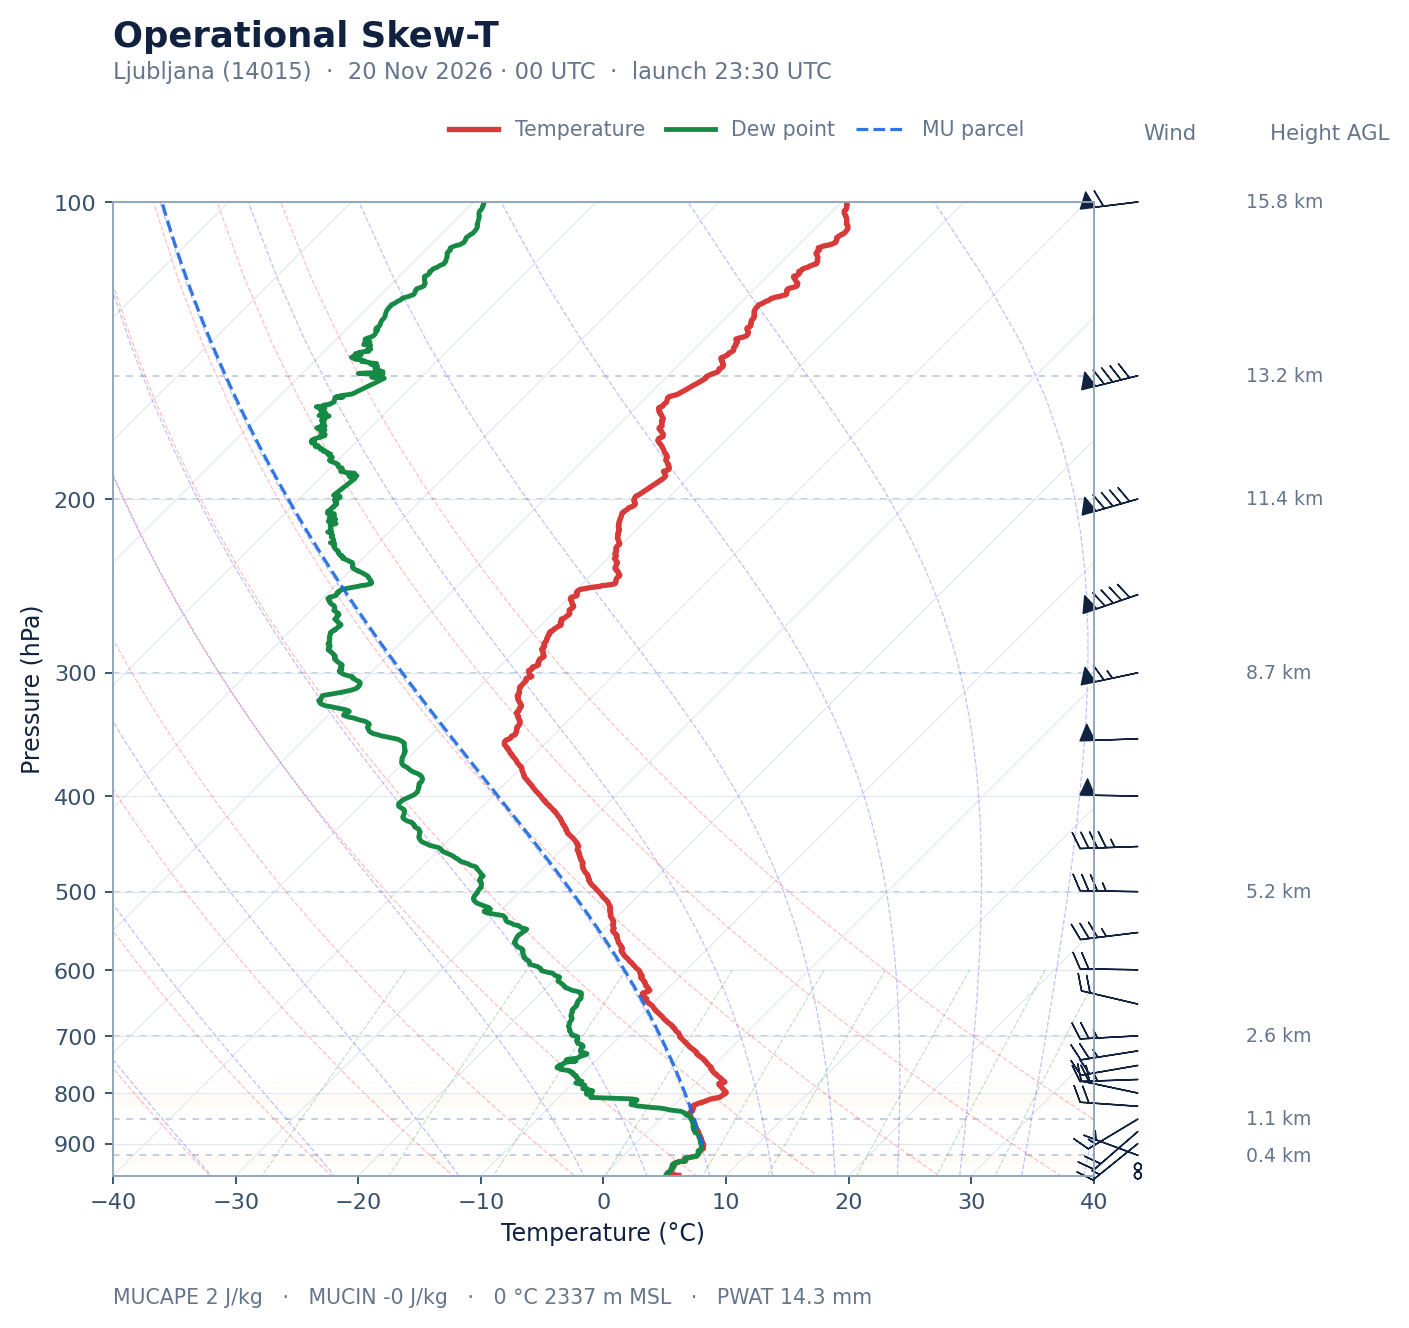 Operational Skew-T
Ljubljana (14015)  ·  20 Nov 2026 · 00 UTC  ·  launch 23:30 UTC
Temperature  Dew point  MU parcel
Wind  Height AGL
100  15.8 km
13.2 km
200  11.4 km
300  8.7 km
400
500  5.2 km
600
700  2.6 km
800
1.1 km
900
0.4 km
Pressure (hPa)
−40 −30 −20 −10 0 10 20 30 40
Temperature (°C)
MUCAPE 2 J/kg  ·  MUCIN -0 J/kg  ·  0 °C 2337 m MSL  ·  PWAT 14.3 mm